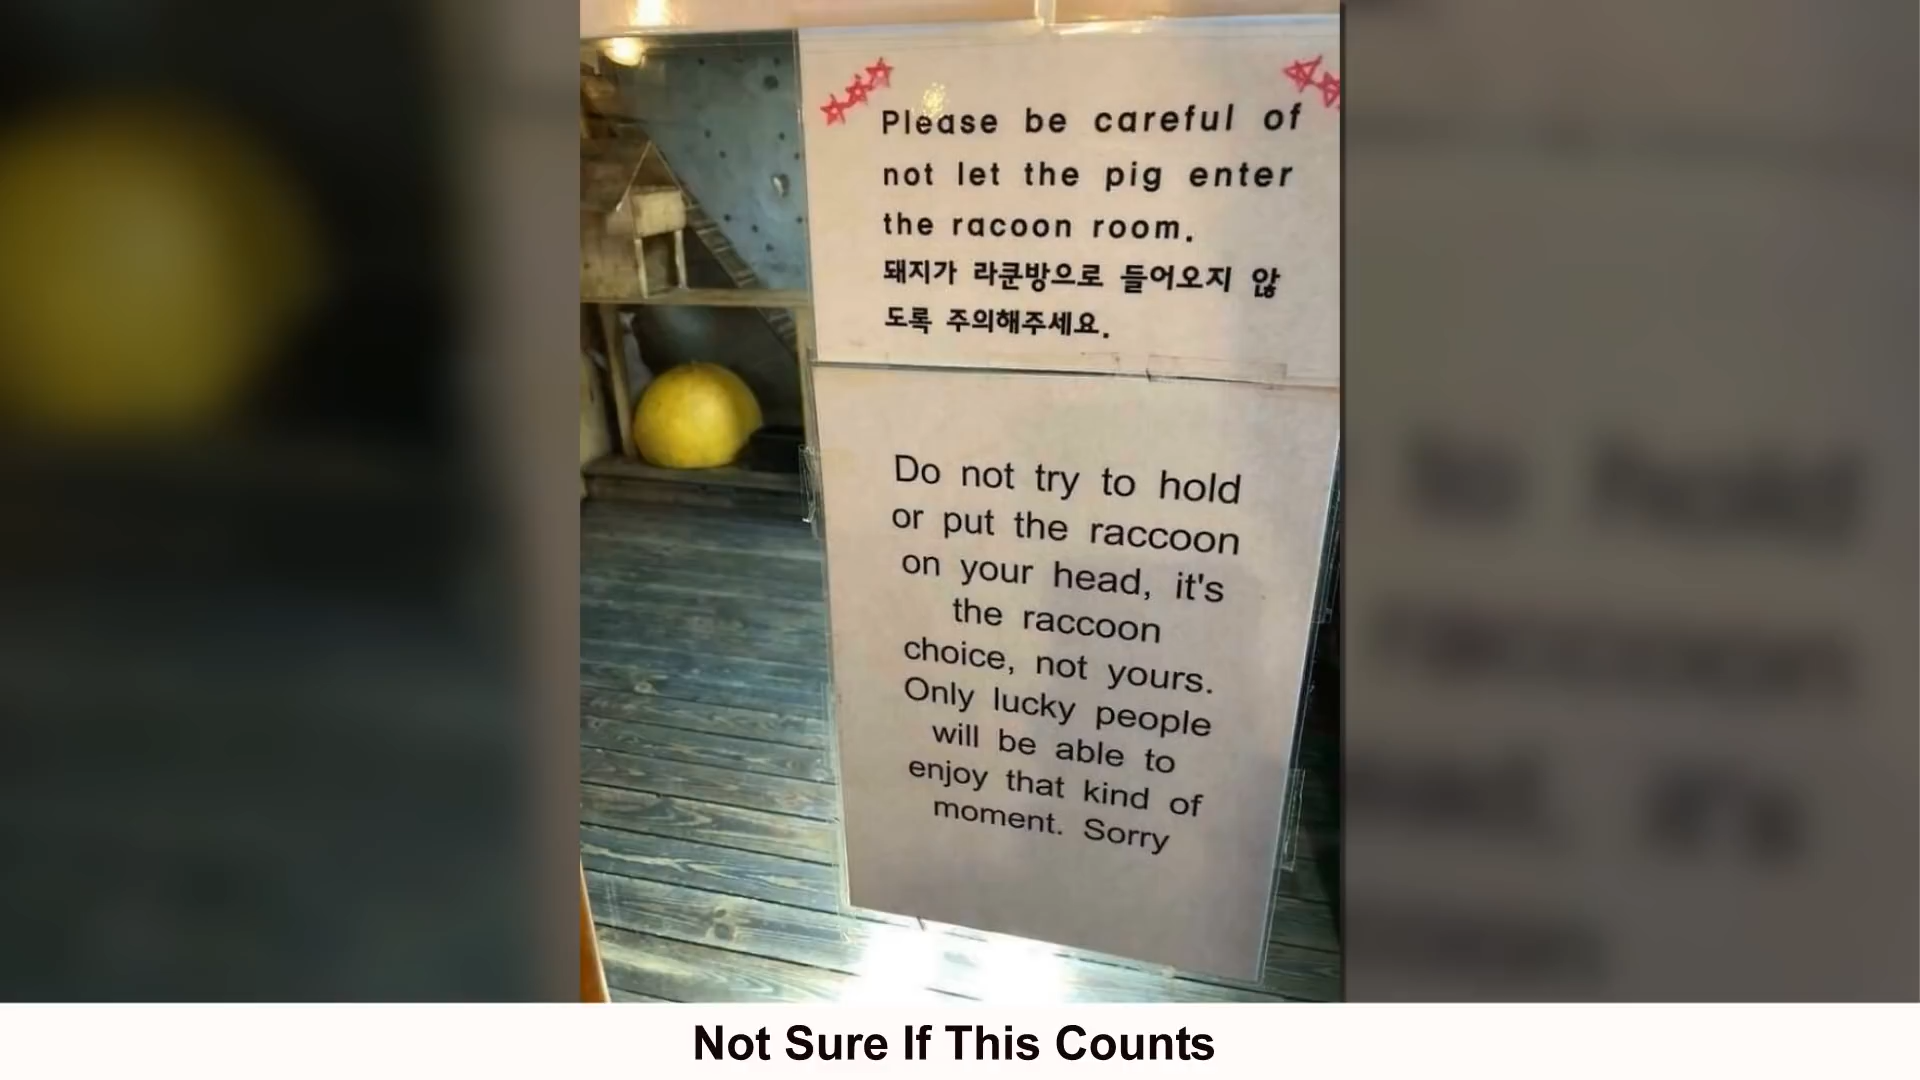 Please be careful of
not let the pig enter
the racoon room.
돼지가 라쿤방으로 들어오지 않
도록 주의해주세요.
Do not try to hold
or put the raccoon
on your head, it's
the raccoon
choice, not yours.
Only lucky people
will be able to
enjoy that kind of
moment. Sorry
Not Sure If This Counts